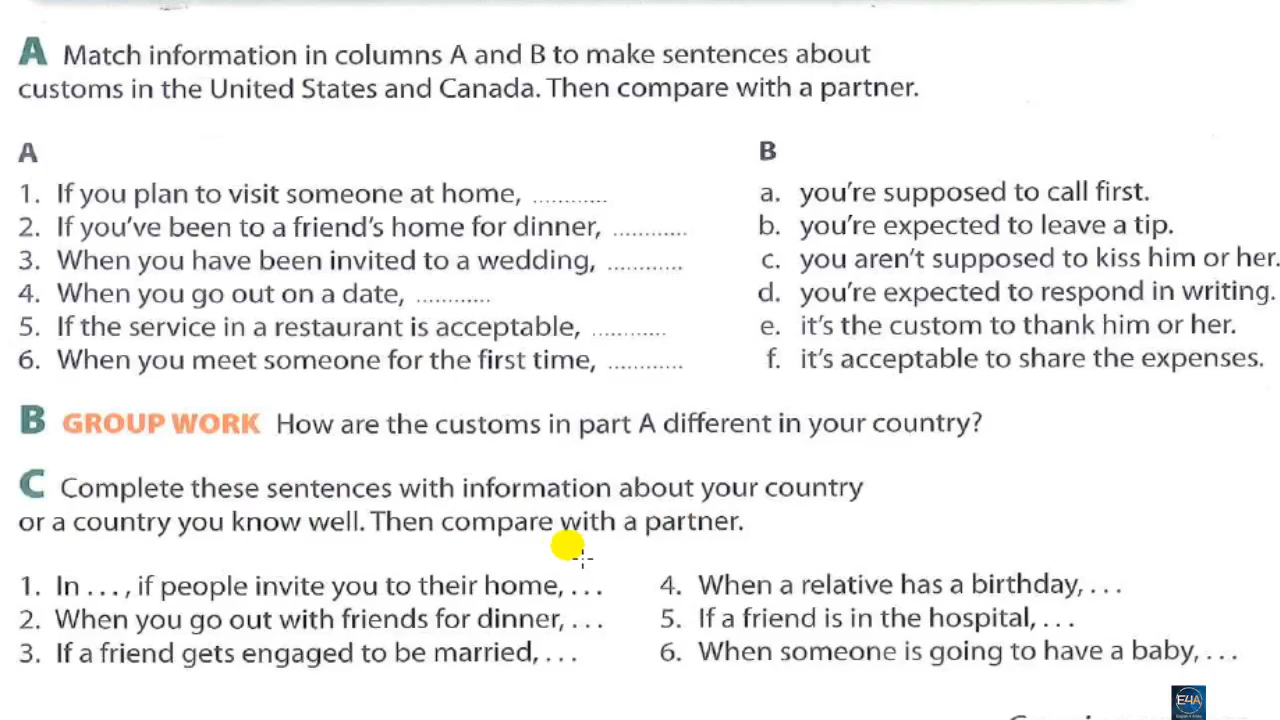 A Match information in columns A and B to make sentences about
customs in the United States and Canada. Then compare with a partner.
A
1. If you plan to visit someone at home, ............
2. If you've been to a friend's home for dinner, ............
3. When you have been invited to a wedding, ............
4. When you go out on a date, ............
5. If the service in a restaurant is acceptable, ............
6. When you meet someone for the first time, ............
B
a. you're supposed to call first.
b. you're expected to leave a tip.
c. you aren't supposed to kiss him or her.
d. you're expected to respond in writing.
e. it's the custom to thank him or her.
f. it's acceptable to share the expenses.
B GROUP WORK How are the customs in part A different in your country?
C Complete these sentences with information about your country
or a country you know well. Then compare with a partner.
1. In . . . , if people invite you to their home, . . .
2. When you go out with friends for dinner, . . .
3. If a friend gets engaged to be married, . . .
4. When a relative has a birthday, . . .
5. If a friend is in the hospital, . . .
6. When someone is going to have a baby, . . .
E4A